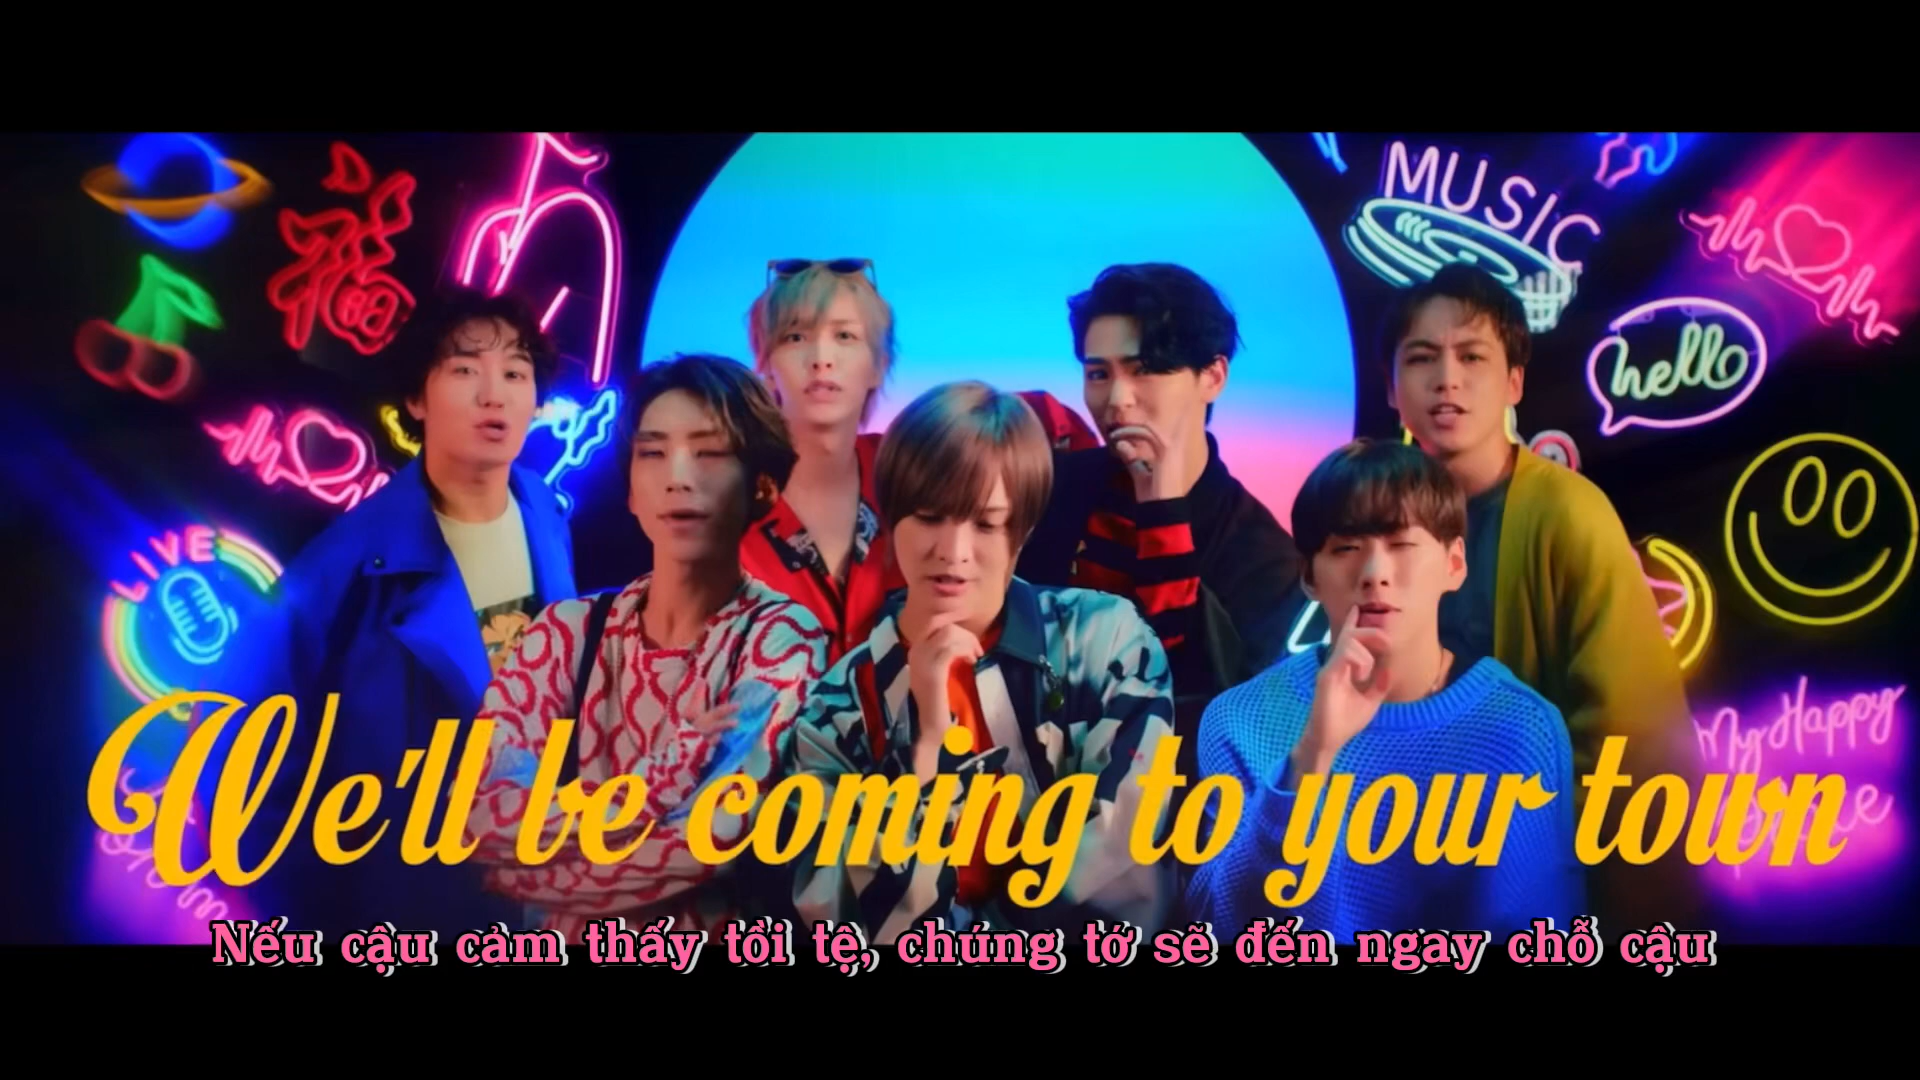 MUSIC
福
hello
LIVE
My Happy
We'll be coming to your town
Nếu cậu cảm thấy tồi tệ, chúng tớ sẽ đến ngay chỗ cậu